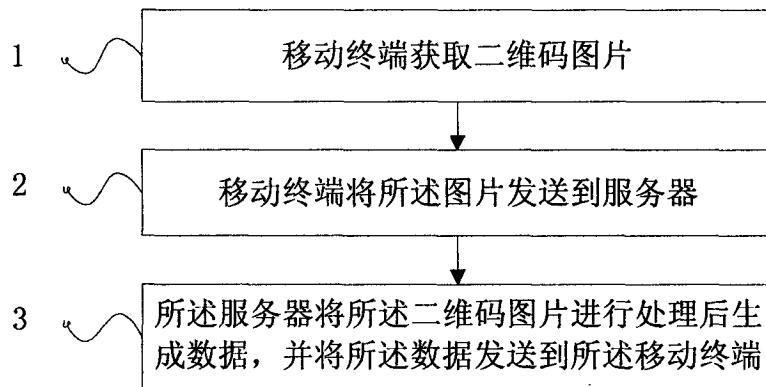 1
移动终端获取二维码图片
2
移动终端将所述图片发送到服务器
3
所述服务器将所述二维码图片进行处理后生
成数据，并将所述数据发送到所述移动终端